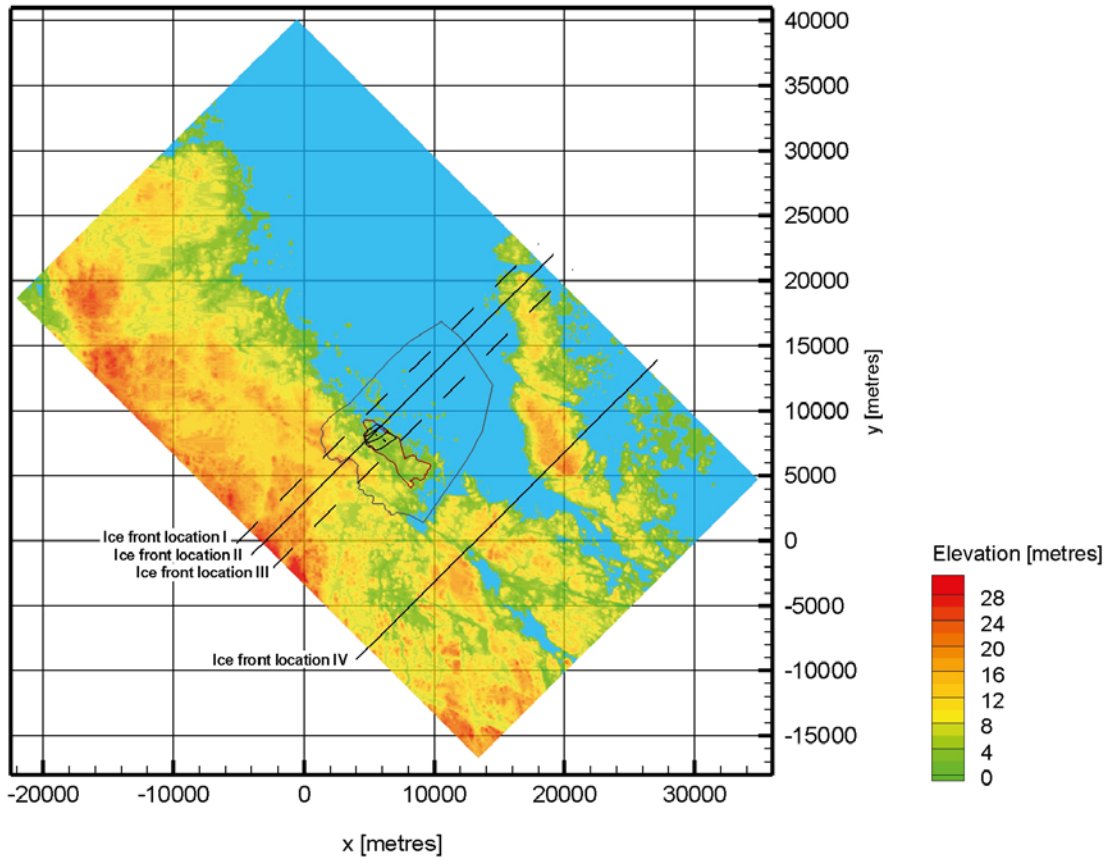 40000
35000
30000
25000
20000
15000
10000
5000
0
-5000
-10000
-15000
y [metres]
Ice front location I
Ice front location II
Ice front location III
Ice front location IV
-20000 -10000 0 10000 20000 30000
x [metres]
Elevation [metres]
28
24
20
16
12
8
4
0